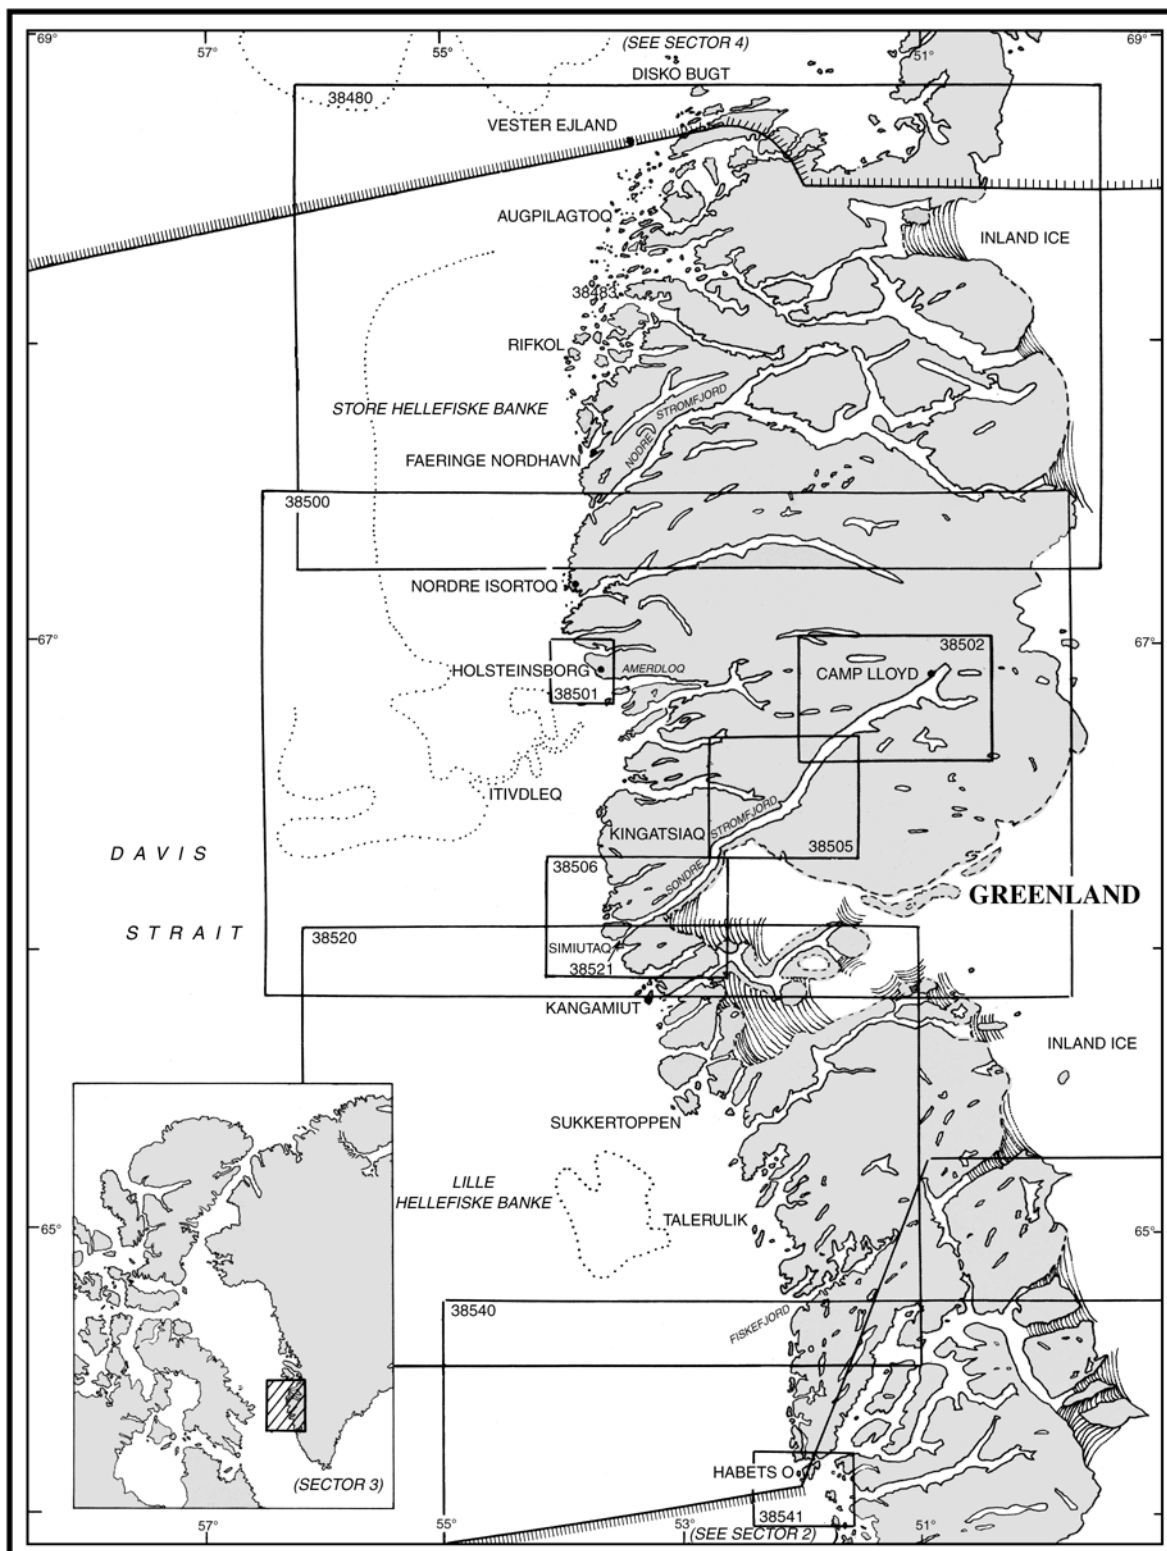 69°
57°
55°
(SEE SECTOR 4)
51°
69°
DISKO BUGT
38480
VESTER EJLAND
AUGPILAGTOQ
INLAND ICE
38483
RIFKOL
STORE HELLEFISKE BANKE
STROMFJORD
NODRE
FAERINGE NORDHAVN
38500
NORDRE ISORTOQ
67°
67°
38502
HOLSTEINSBORG
AMERDLOQ
CAMP LLOYD
38501
ITIVDLEQ
STROMFJORD
KINGATSIAQ
38505
DAVIS
38506
SONDRE
GREENLAND
STRAIT
38520
SIMIUTAQ
38521
KANGAMIUT
INLAND ICE
SUKKERTOPPEN
LILLE
HELLEFISKE BANKE
TALERULIK
65°
65°
38540
FISKEFJORD
HABETS O
(SECTOR 3)
38541
57°
55°
53°
(SEE SECTOR 2)
51°